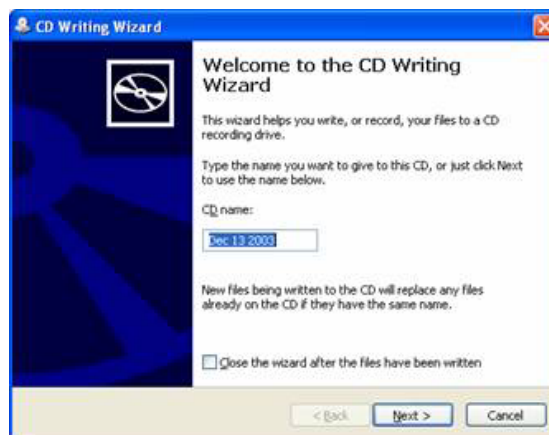 CD Writing Wizard
Welcome to the CD Writing
Wizard
This wizard helps you write, or record, your files to a CD
recording drive.
Type the name you want to give to this CD, or just click Next
to use the name below.
CD name:
Dec 13 2003
New files being written to the CD will replace any files
already on the CD if they have the same name.
Close the wizard after the files have been written
< Back
Next >
Cancel